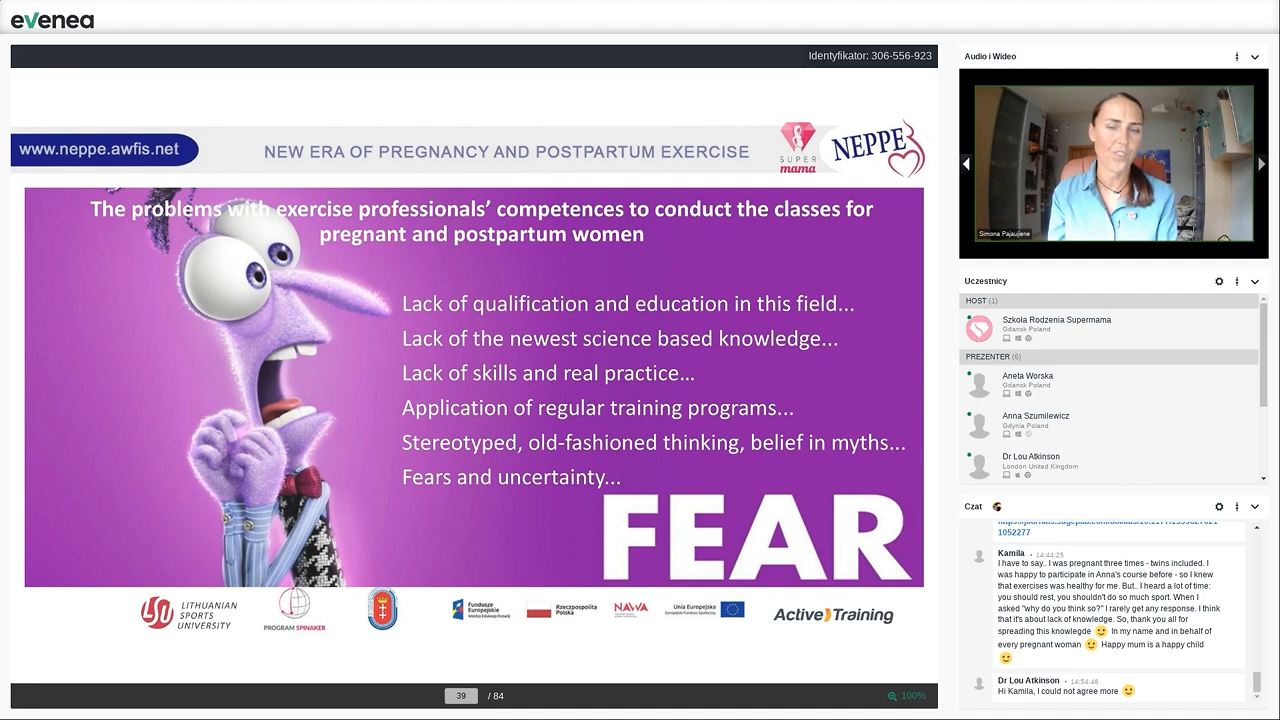 evenea
Identyfikator: 306-556-923
www.neppe.awfis.net
NEW ERA OF PREGNANCY AND POSTPARTUM EXERCISE
SUPER
mama
NEPPE
The problems with exercise professionals’ competences to conduct the classes for
pregnant and postpartum women
Lack of qualification and education in this field...
Lack of the newest science based knowledge...
Lack of skills and real practice...
Application of regular training programs...
Stereotyped, old-fashioned thinking, belief in myths...
Fears and uncertainty...
FEAR
LSU
LITHUANIAN
SPORTS
UNIVERSITY
PROGRAM SPINAKER
Fundusze
Europejskie
Wiedza Edukacja Rozwój
Rzeczpospolita
Polska
NAWA
Unia Europejska
Europejski Fundusz Społeczny
Active Training
39 / 84
100%
Audio i Wideo
Simona Pajaujiene
Uczestnicy
HOST (1)
Szkoła Rodzenia Supermama
Gdansk Poland
PREZENTER (6)
Aneta Worska
Gdansk Poland
Anna Szumilewicz
Gdynia Poland
Dr Lou Atkinson
London United Kingdom
Czat
1052277
Kamila • 14:44:25
I have to say.. I was pregnant three times - twins included. I
was happy to participate in Anna's course before - so I knew
that exercises was healthy for me. But.. I heard a lot of time:
you should rest, you shouldn't do so much sport. When I
asked "why do you think so?" I rarely get any response. I think
that it's about lack of knowledge. So, thank you all for
spreading this knowlegde 🙂 In my name and in behalf of
every pregnant woman 🙂 Happy mum is a happy child
🙂
Dr Lou Atkinson • 14:54:46
Hi Kamila, I could not agree more 🙂